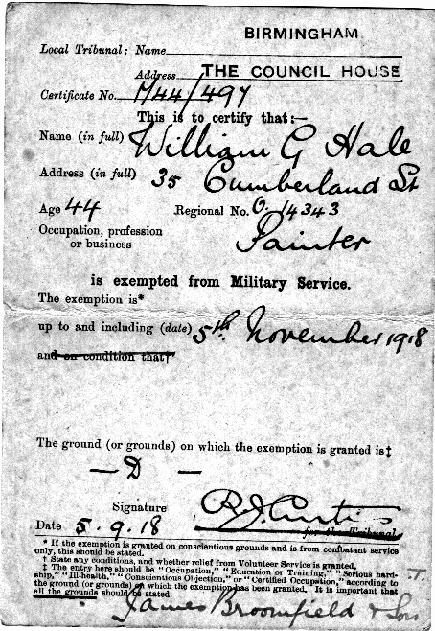 BIRMINGHAM
Local Tribunal: Name
Address THE COUNCIL HOUSE
Certificate No. M44/497
This is to certify that:—
Name (in full) William G Hale
Address (in full) 35 Cumberland St
Age 44 Regional No. O. 14343
Occupation, profession
or business Painter
is exempted from Military Service.
The exemption is*
up to and including (date) 5th November 1918
and on condition that†
The ground (or grounds) on which the exemption is granted is‡
— D —
Signature R J Curtis
for the Tribunal
Date 5.9.18
* If the exemption is granted on conscientious grounds and is from combatant service
only, this should be stated.
† State any conditions, and whether relief from Volunteer Service is granted.
‡ The entry here should be "Occupation," "Education or Training," "Serious hard-
ship," "Ill-health," "Conscientious Objection," or "Certified Occupation," according to
the ground (or grounds) on which the exemption has been granted. It is important that
all the grounds should be stated
James Broomfield & Sons